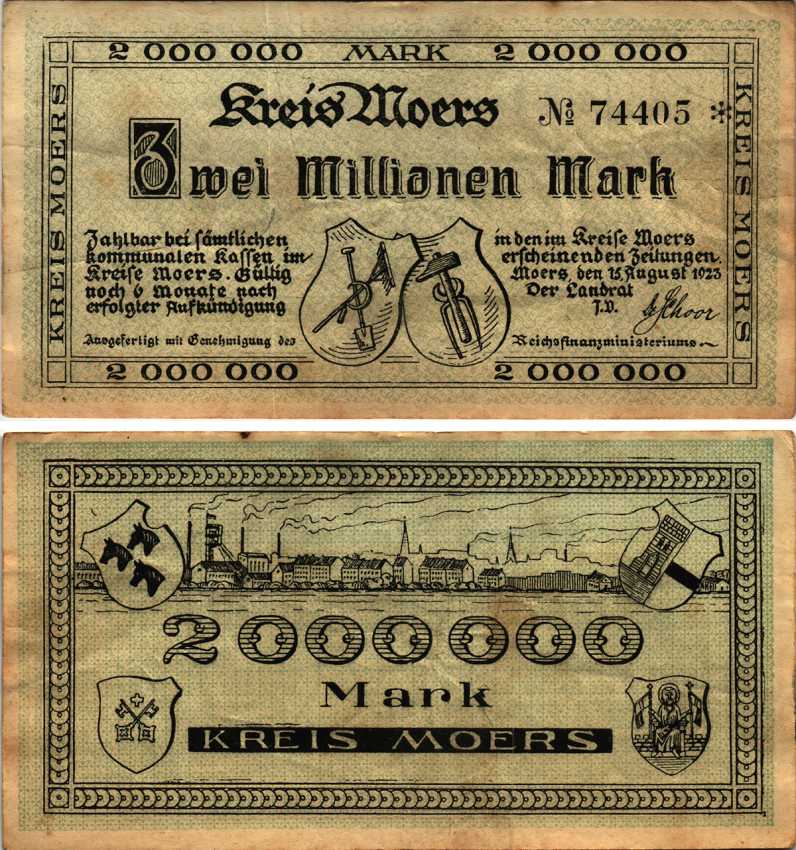 2 000 000 MARK 2 000 000
Kreis Moers № 74405 *
Zwei Millionen Mark
Zahlbar bei sämtlichen
kommunalen Kassen im
Kreise Moers. Gültig
noch 6 Monate nach
erfolgter Aufkündigung
in den im Kreise Moers
erscheinenden Zeitungen.
Moers, den 15. August 1923
Der Landrat
I.V.
Ausgefertigt mit Genehmigung des Reichsfinanzministeriums
2 000 000 2 000 000
KREIS MOERS
KREIS MOERS
2000000
Mark
KREIS MOERS